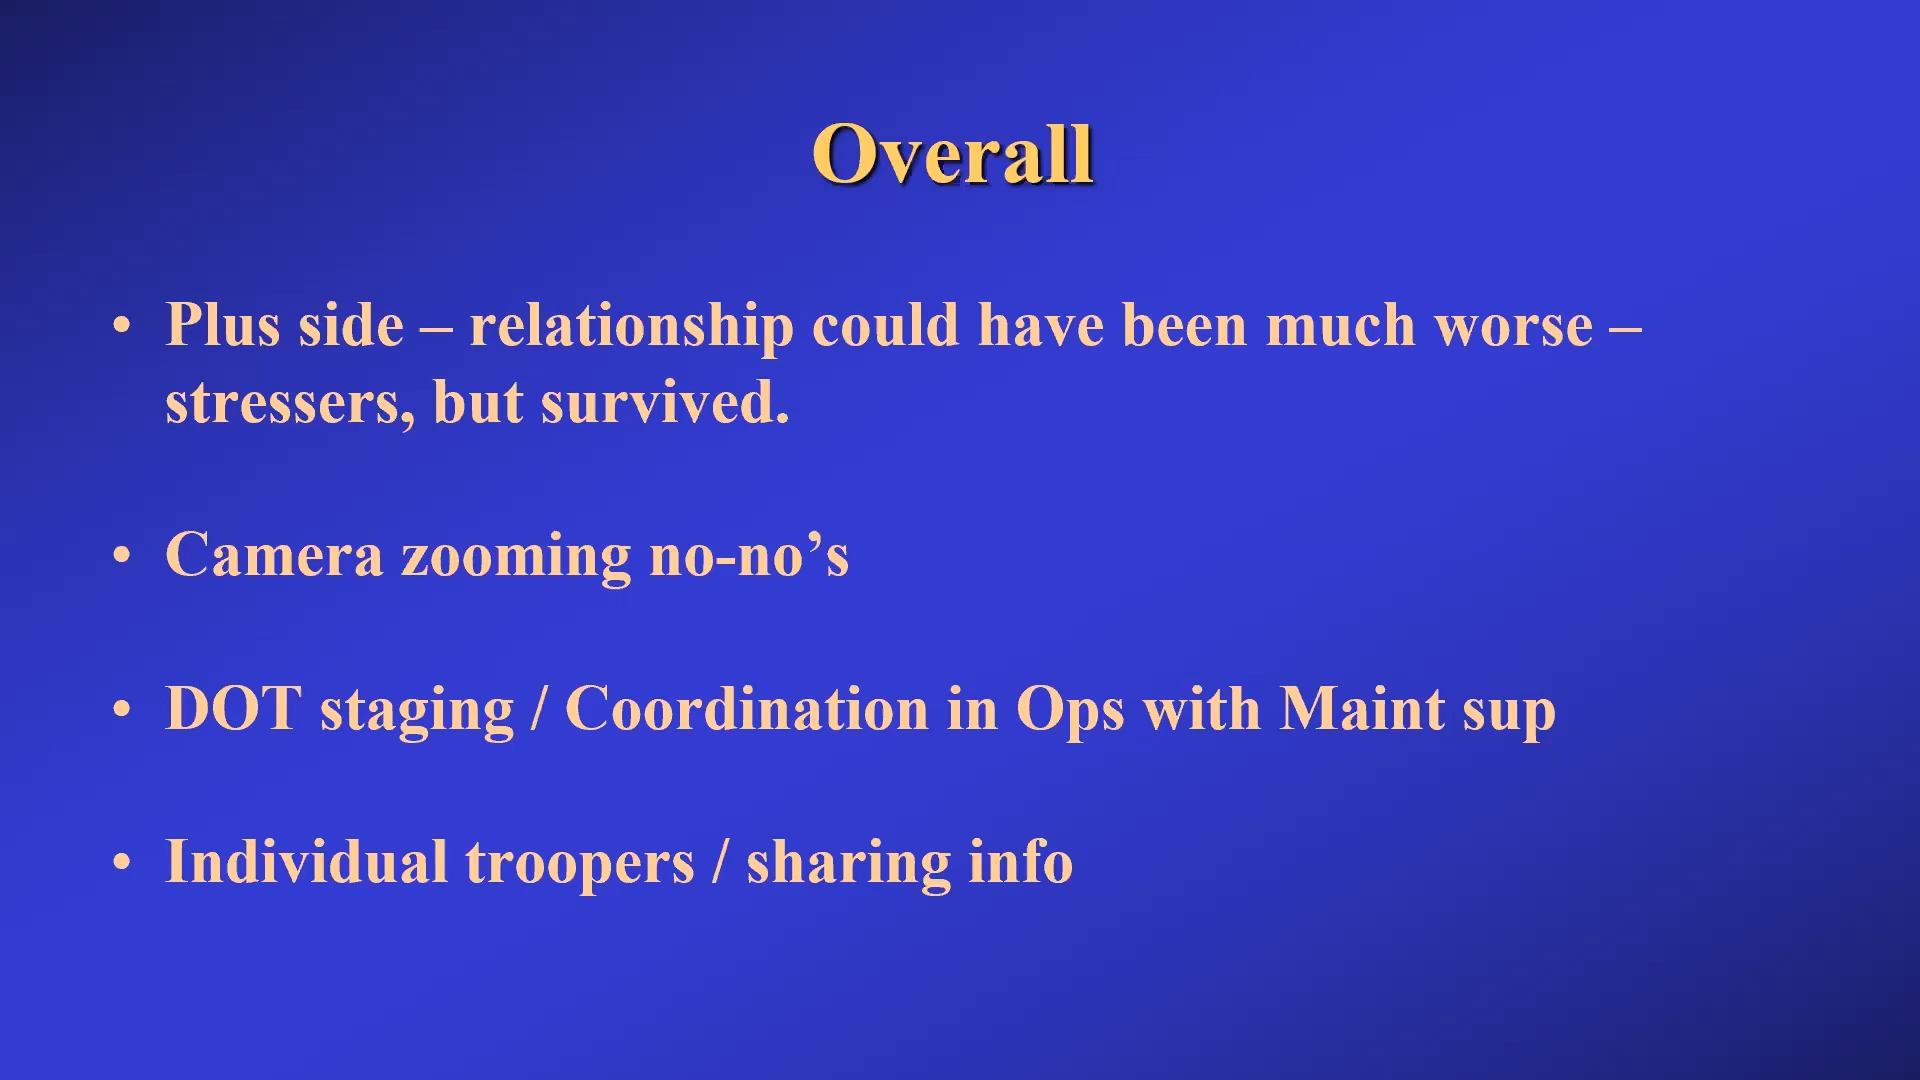 Overall
• Plus side – relationship could have been much worse –
stressers, but survived.
• Camera zooming no-no’s
• DOT staging / Coordination in Ops with Maint sup
• Individual troopers / sharing info